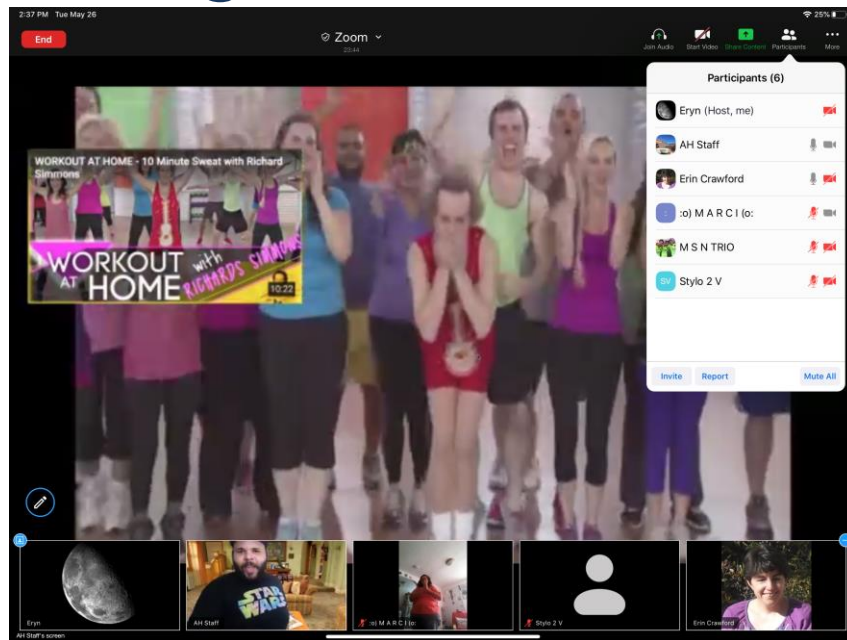 2:37 PM Tue May 26
25%
End
Zoom
23:44
Join Audio
Start Video
Share Content
Participants
More
Participants (6)
Eryn (Host, me)
AH Staff
Erin Crawford
:
:o) M A R C I (o:
M S N TRIO
SV
Stylo 2 V
Invite
Report
Mute All
WORKOUT AT HOME - 10 Minute Sweat with Richard
Simmons
WORKOUT with
AT HOME RICHARDS SIMMONS
10:22
STAR
WARS
Eryn
AH Staff
:o) M A R C I (o:
Stylo 2 V
Erin Crawford
AH Staff's screen